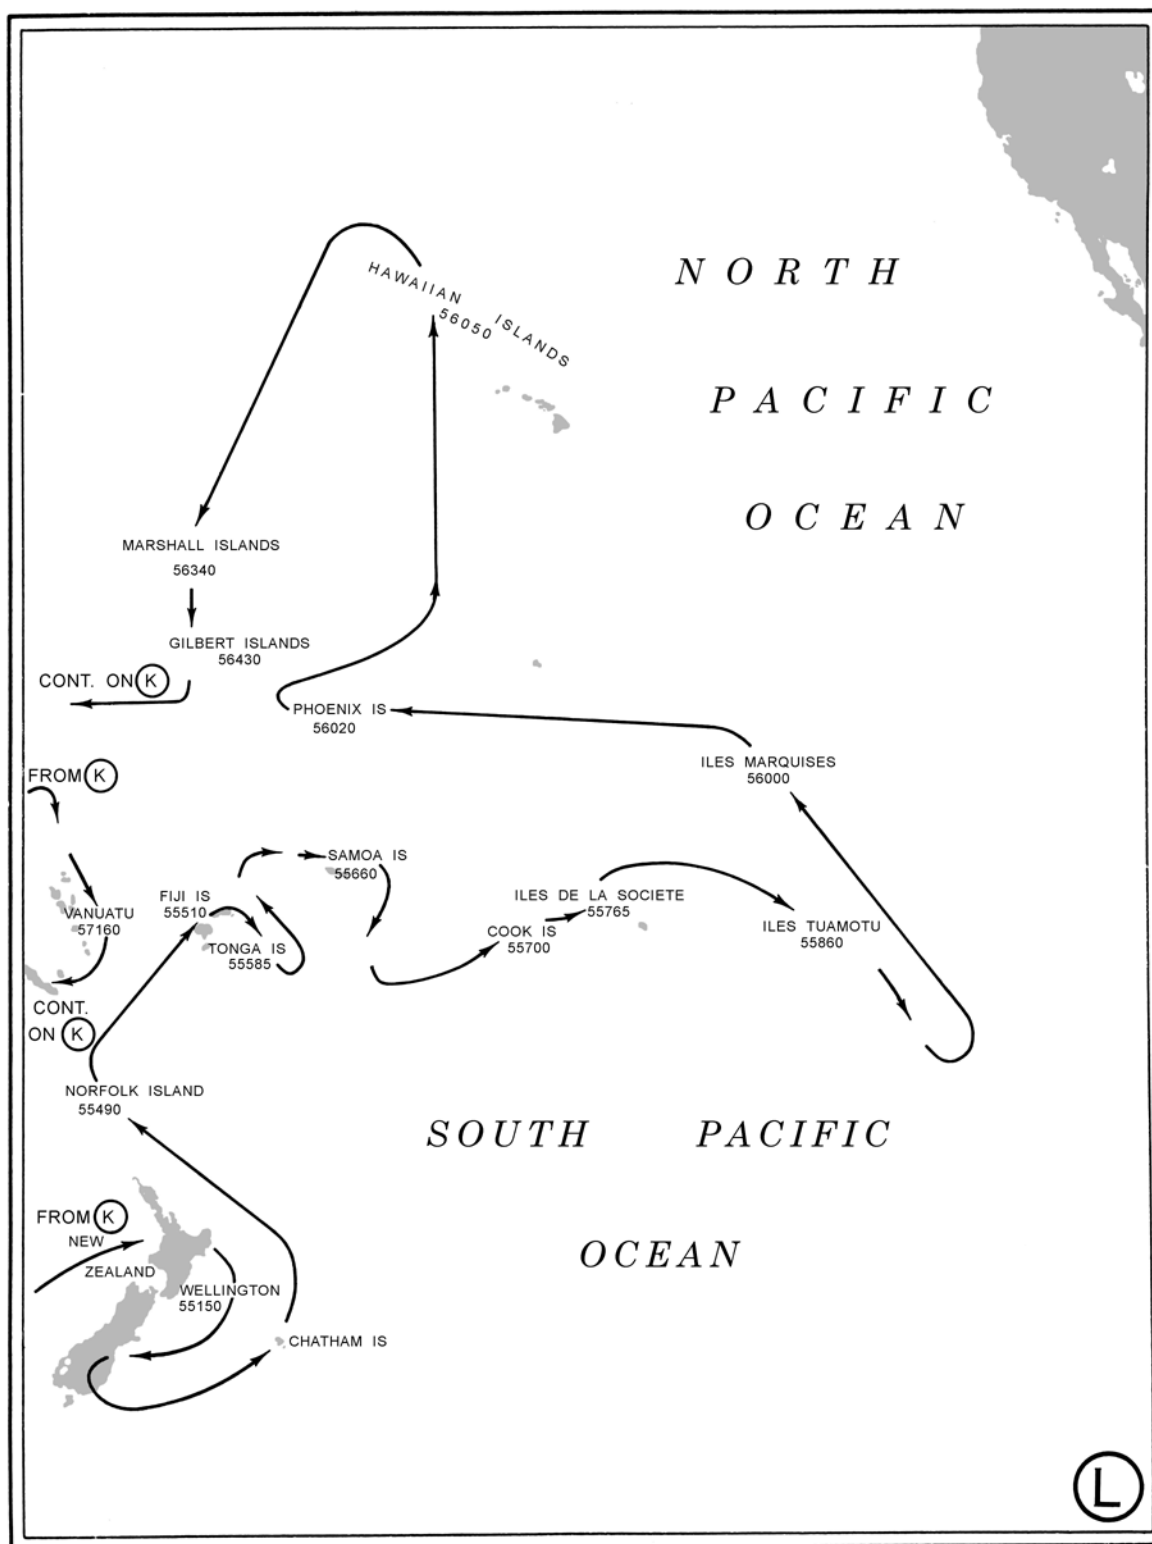 HAWAIIAN ISLANDS
56050
NORTH
PACIFIC
OCEAN
MARSHALL ISLANDS
56340
GILBERT ISLANDS
56430
CONT. ON K
PHOENIX IS
56020
ILES MARQUISES
56000
FROM K
SAMOA IS
55660
FIJI IS
55510
VANUATU
57160
TONGA IS
55585
ILES DE LA SOCIETE
55765
COOK IS
55700
ILES TUAMOTU
55860
CONT.
ON K
NORFOLK ISLAND
55490
SOUTH PACIFIC
OCEAN
FROM K
NEW
ZEALAND
WELLINGTON
55150
CHATHAM IS
L